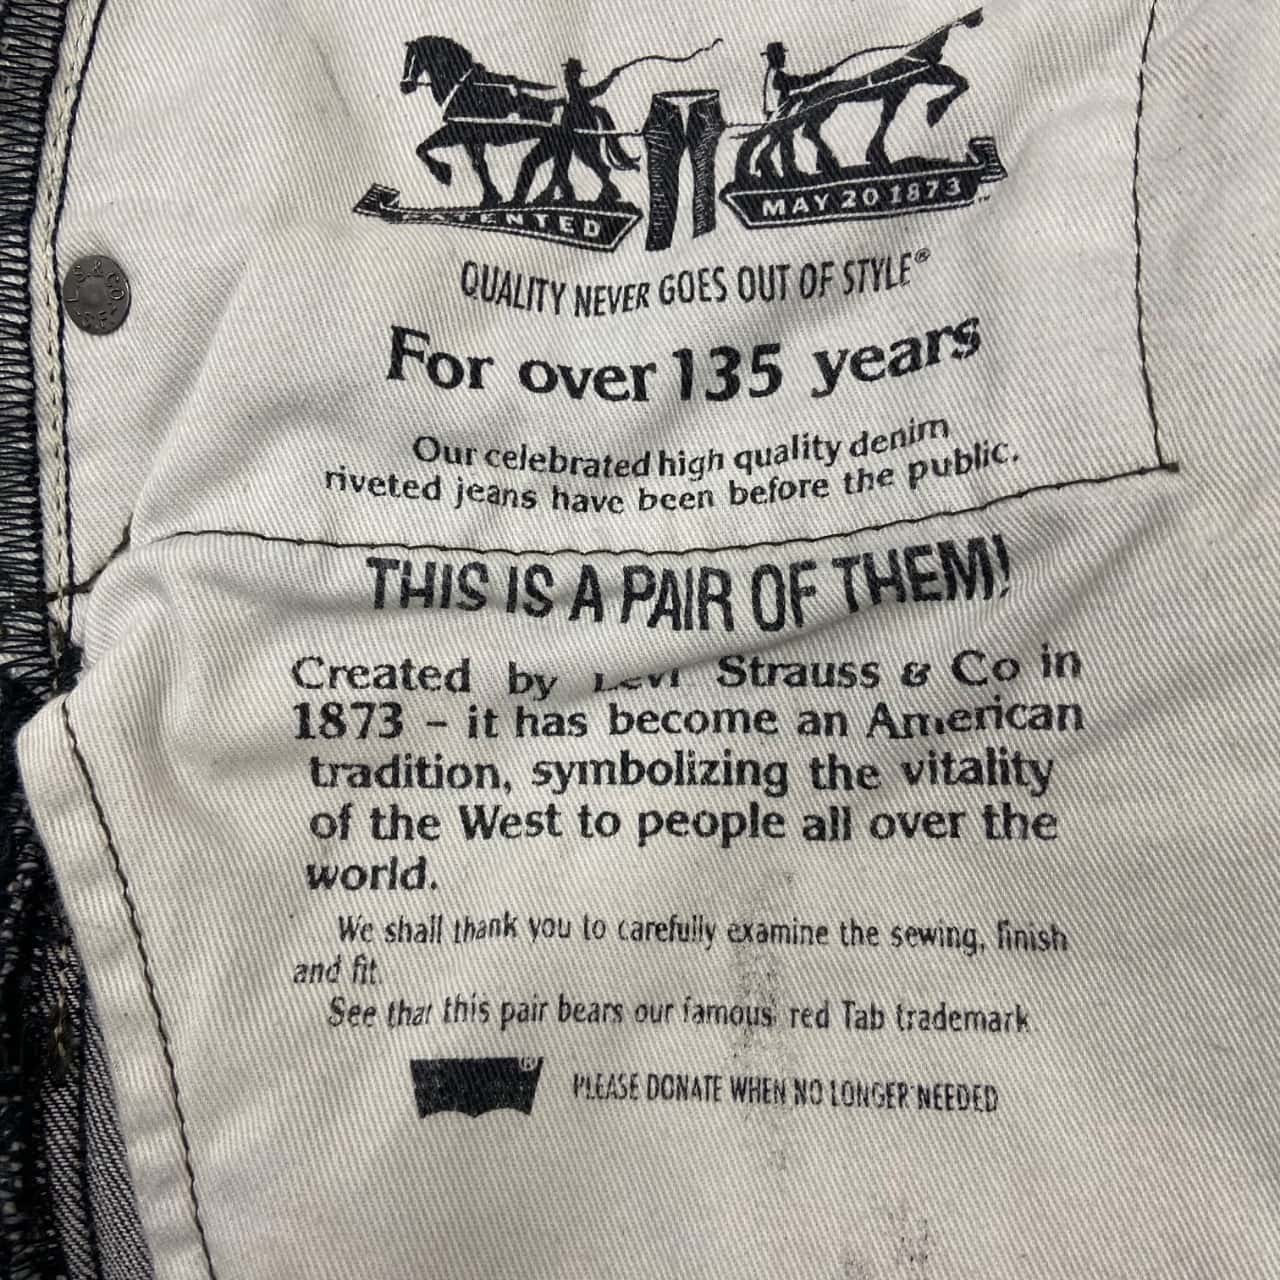 PATENTED
MAY 20 1873
QUALITY NEVER GOES OUT OF STYLE®
L.S.&CO. S.F.
For over 135 years
Our celebrated high quality denim
riveted jeans have been before the public.
THIS IS A PAIR OF THEM!
Created by Levi Strauss & Co in
1873 – it has become an American
tradition, symbolizing the vitality
of the West to people all over the
world.
We shall thank you to carefully examine the sewing, finish
and fit.
See that this pair bears our famous red Tab trademark.
®
PLEASE DONATE WHEN NO LONGER NEEDED